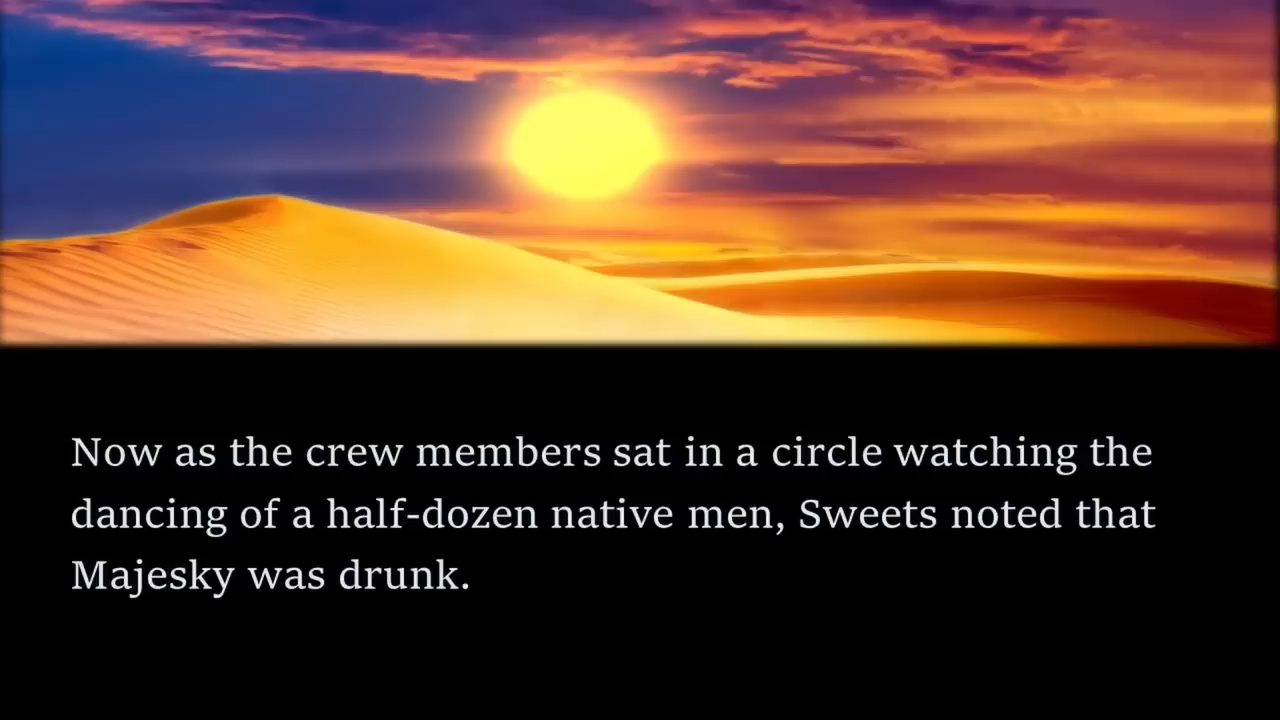 Now as the crew members sat in a circle watching the
dancing of a half-dozen native men, Sweets noted that
Majesky was drunk.